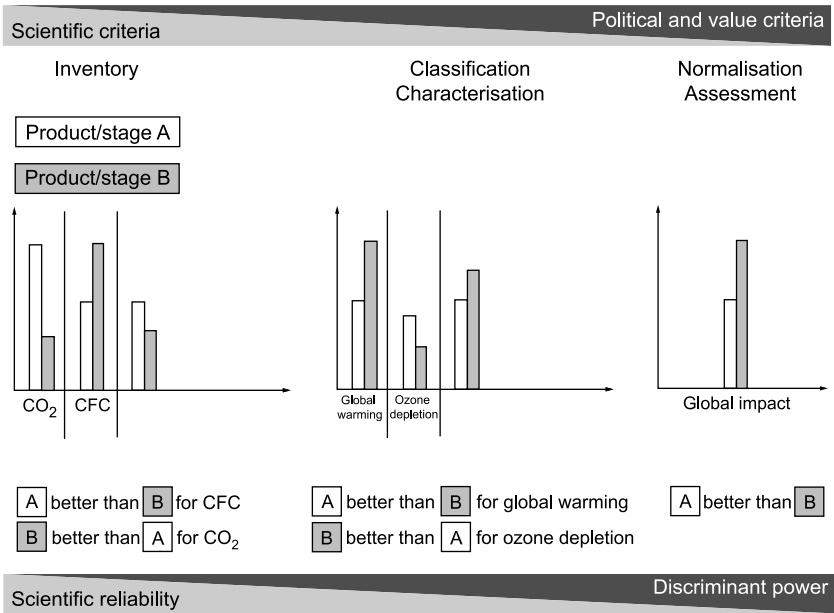 Political and value criteria
Scientific criteria
Inventory
Classification
Characterisation
Normalisation
Assessment
Product/stage A
Product/stage B
CO₂
CFC
Global
warming
Ozone
depletion
Global impact
A better than B for CFC
B better than A for CO₂
A better than B for global warming
B better than A for ozone depletion
A better than B
Discriminant power
Scientific reliability